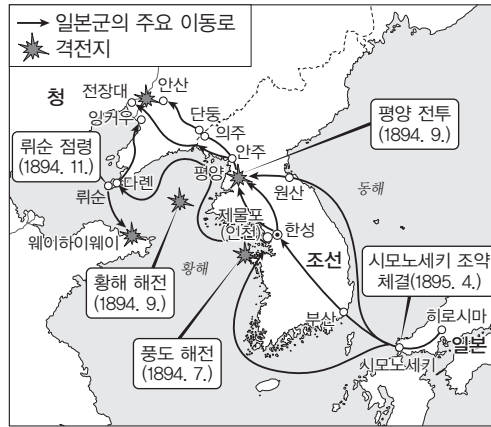 일본군의 주요 이동로
격전지
청
전장대
안산
잉커우
단둥
의주
평양 전투
(1894. 9.)
뤼순 점령
(1894. 11.)
안주
다롄
평양
원산
동해
뤼순
제물포
(인천)
한성
웨이하이웨이
황해
조선
시모노세키 조약
체결(1895. 4.)
황해 해전
(1894. 9.)
부산
히로시마
일본
풍도 해전
(1894. 7.)
시모노세키